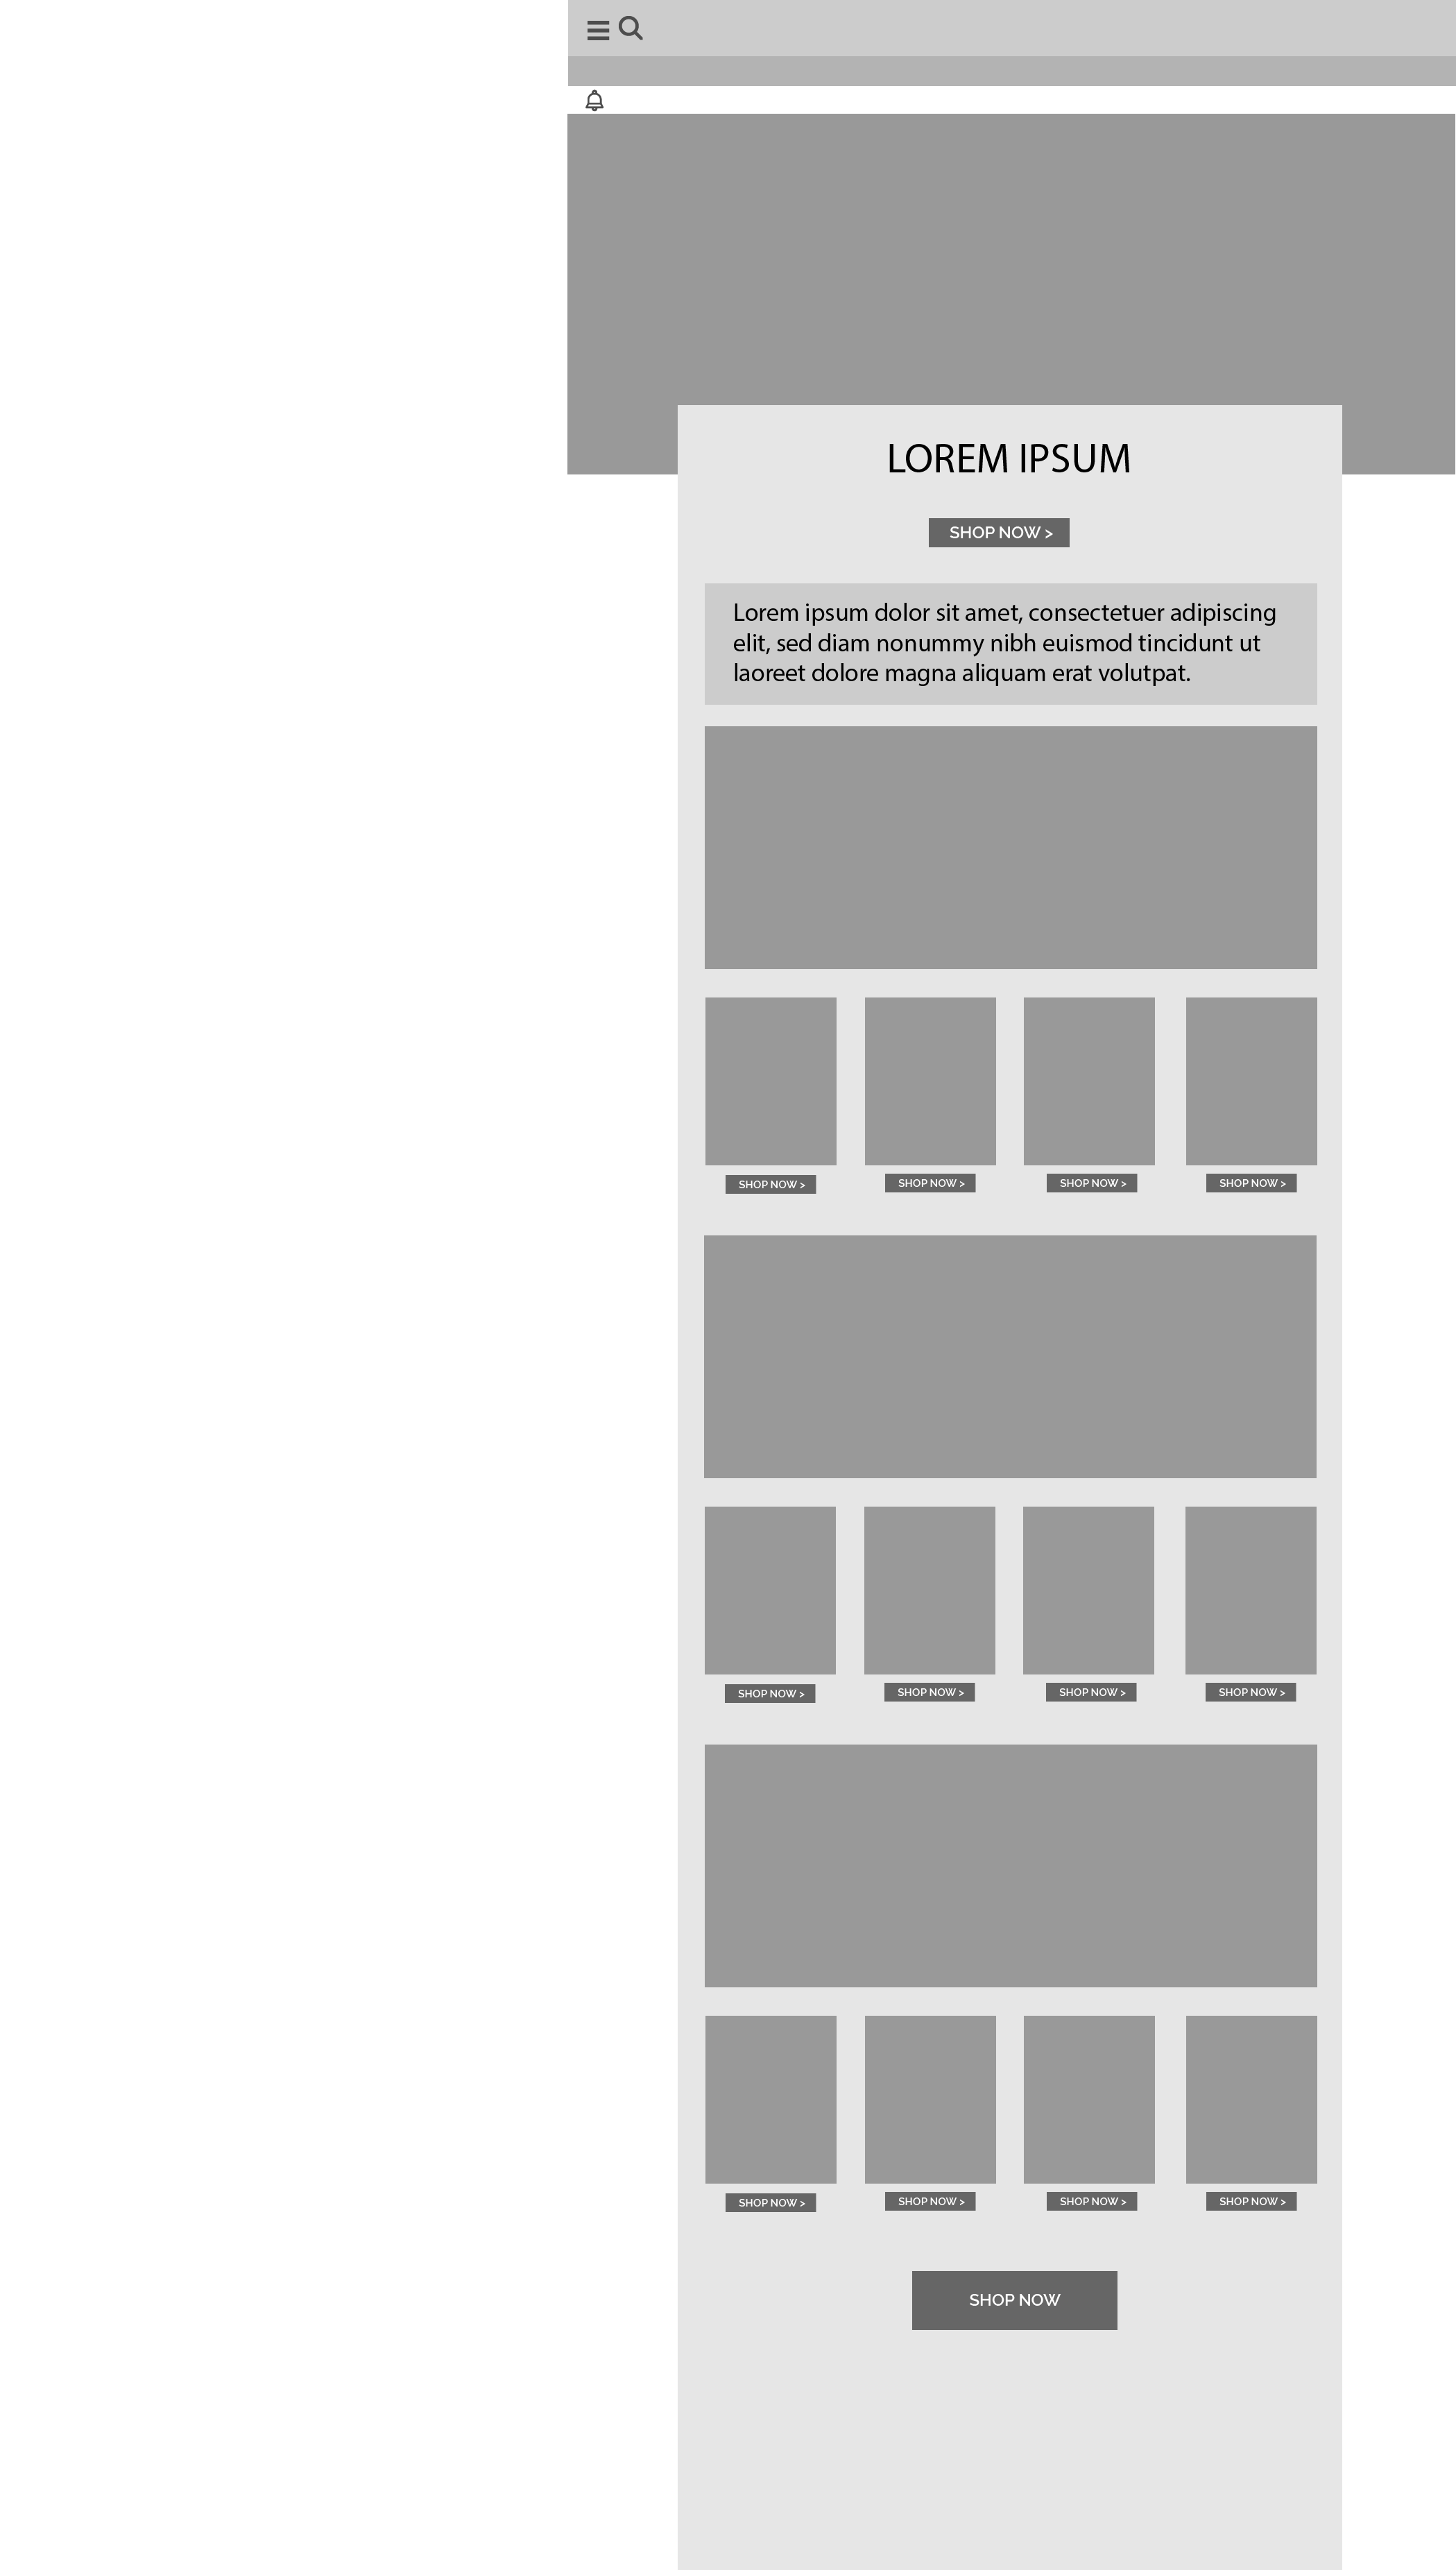 LOREM IPSUM
SHOP NOW >
Lorem ipsum dolor sit amet, consectetuer adipiscing
elit, sed diam nonummy nibh euismod tincidunt ut
laoreet dolore magna aliquam erat volutpat.
SHOP NOW > SHOP NOW > SHOP NOW > SHOP NOW >
SHOP NOW > SHOP NOW > SHOP NOW > SHOP NOW >
SHOP NOW > SHOP NOW > SHOP NOW > SHOP NOW >
SHOP NOW